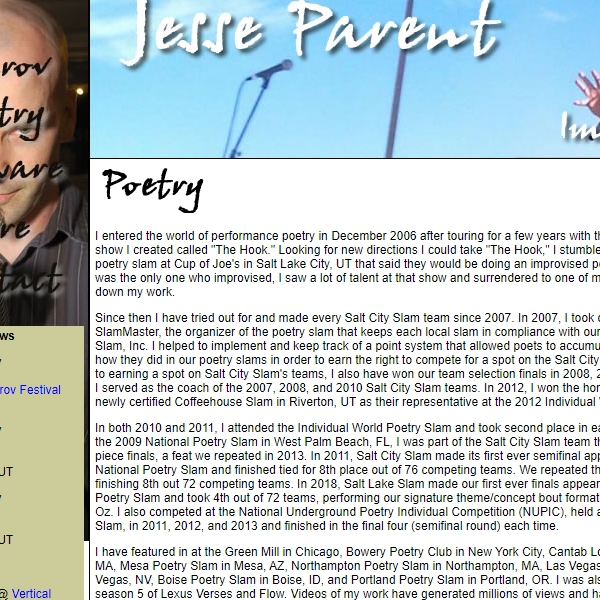 Jesse Parent
Im
rov
try
ware
re
tact
Poetry
I entered the world of performance poetry in December 2006 after touring for a few years with
show I created called "The Hook." Looking for new directions I could take "The Hook," I stumble
poetry slam at Cup of Joe's in Salt Lake City, UT that said they would be doing an improvised
was the only one who improvised, I saw a lot of talent at that show and surrendered to one of
down my work.
Since then I have tried out for and made every Salt City Slam team since 2007. In 2007, I took
SlamMaster, the organizer of the poetry slam that keeps each local slam in compliance with our
Slam, Inc. I helped to implement and keep track of a point system that allowed poets to accumu
how they did in our poetry slams in order to earn the right to compete for a spot on the Salt City
to earning a spot on Salt City Slam's teams, I also have won our team selection finals in 2008,
I served as the coach of the 2007, 2008, and 2010 Salt City Slam teams. In 2012, I won the hon
newly certified Coffeehouse Slam in Riverton, UT as their representative at the 2012 Individual
In both 2010 and 2011, I attended the Individual World Poetry Slam and took second place in ea
the 2009 National Poetry Slam in West Palm Beach, FL, I was part of the Salt City Slam team
piece finals, a feat we repeated in 2013. In 2011, Salt City Slam made its first ever semifinal app
National Poetry Slam and finished tied for 8th place out of 76 competing teams. We repeated
finishing 8th out 72 competing teams. In 2018, Salt Lake Slam made our first ever finals appear
Poetry Slam and took 4th out of 72 teams, performing our signature theme/concept bout format
Oz. I also competed at the National Underground Poetry Individual Competition (NUPIC), held
Slam, in 2011, 2012, and 2013 and finished in the final four (semifinal round) each time.
I have featured in at the Green Mill in Chicago, Bowery Poetry Club in New York City, Cantab
MA, Mesa Poetry Slam in Mesa, AZ, Northampton Poetry Slam in Northampton, MA, Las Vegas
Vegas, NV, Boise Poetry Slam in Boise, ID, and Portland Poetry Slam in Portland, OR. I was
season 5 of Lexus Verses and Flow. Videos of my work have generated millions of views and
ws
rov Festival
UT
UT
@ Vertical